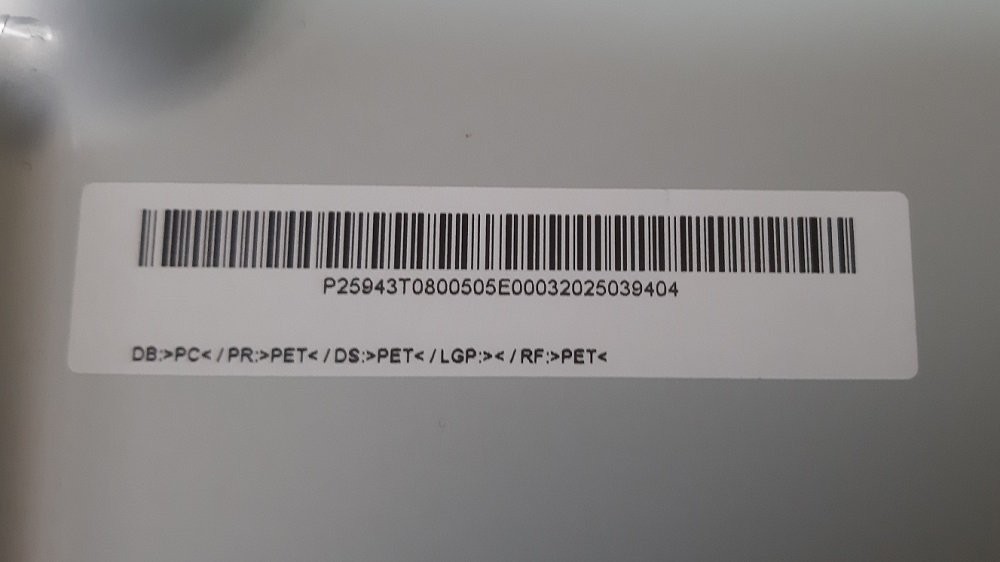 P25943T0800505E00032025039404
DB:>PC< / PR:>PET< / DS:>PET< / LGP:>< / RF:>PET<